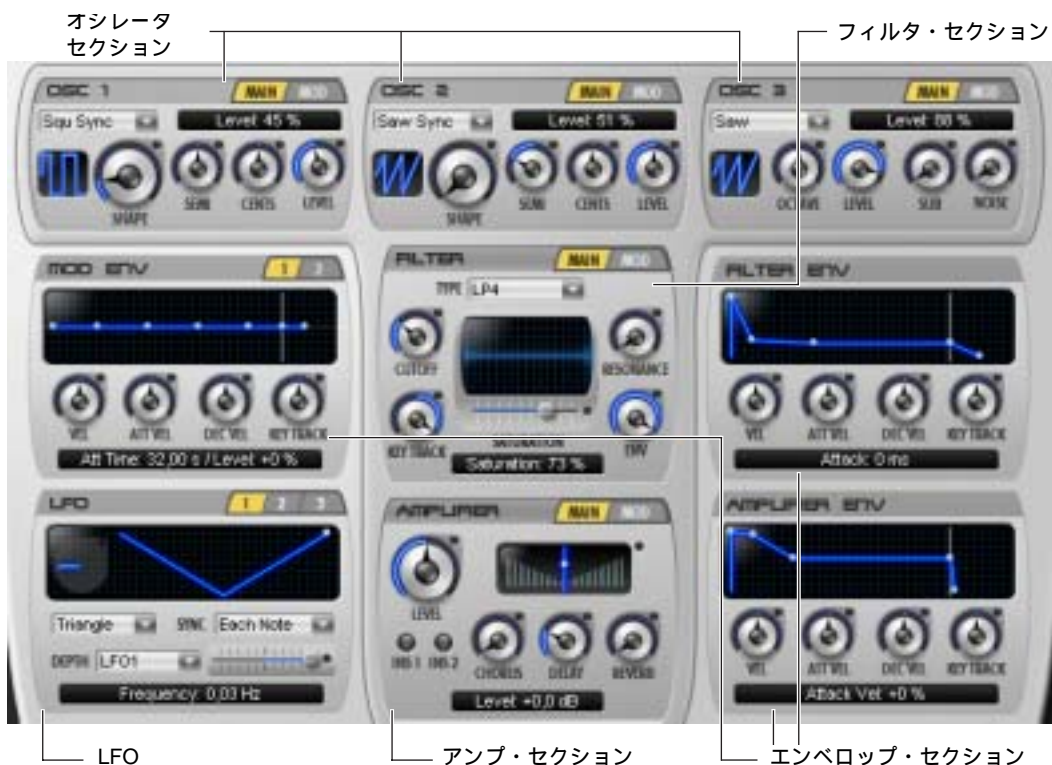 オシレータ
セクション
フィルタ・セクション
OSC 1 MAIN MOD
OSC 2 MAIN MOD
OSC 3 MAIN MOD
Squ Sync Level: 45 %
Saw Sync Level: 51 %
Saw Level: 88 %
SHAPE SEMI CENTS LEVEL
SHAPE SEMI CENTS LEVEL
OCTAVE LEVEL SUB NOISE
MOD ENV 1 2
VEL ATT VEL DEC VEL KEY TRACK
Att Time: 32,00 s / Level: +0 %
FILTER MAIN MOD
TYPE LP4
CUTOFF RESONANCE
KEY TRACK SATURATION ENV
Saturation: 73 %
FILTER ENV
VEL ATT VEL DEC VEL KEY TRACK
Attack: 0 ms
LFO 1 2 3
Triangle SYNC Each Note
DEPTH LFO1
Frequency: 0,03 Hz
AMPLIFIER MAIN MOD
LEVEL
INS 1 INS 2 CHORUS DELAY REVERB
Level: +0,0 dB
AMPLIFIER ENV
VEL ATT VEL DEC VEL KEY TRACK
Attack Vel: +0 %
LFO
アンプ・セクション
エンベロップ・セクション